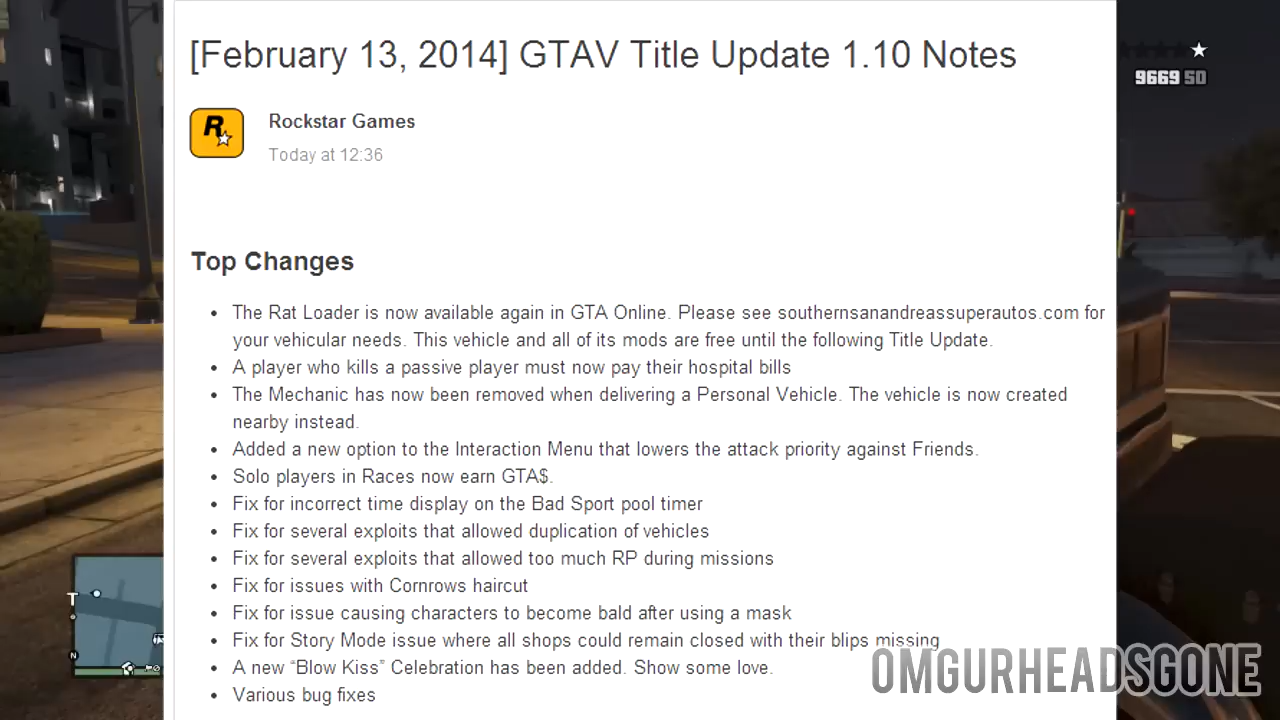 [February 13, 2014] GTAV Title Update 1.10 Notes
9669 50
R
Rockstar Games
Today at 12:36
Top Changes
• The Rat Loader is now available again in GTA Online. Please see southernsanandreassuperautos.com for
your vehicular needs. This vehicle and all of its mods are free until the following Title Update.
• A player who kills a passive player must now pay their hospital bills
• The Mechanic has now been removed when delivering a Personal Vehicle. The vehicle is now created
nearby instead.
• Added a new option to the Interaction Menu that lowers the attack priority against Friends.
• Solo players in Races now earn GTA$.
• Fix for incorrect time display on the Bad Sport pool timer
• Fix for several exploits that allowed duplication of vehicles
• Fix for several exploits that allowed too much RP during missions
• Fix for issues with Cornrows haircut
• Fix for issue causing characters to become bald after using a mask
• Fix for Story Mode issue where all shops could remain closed with their blips missing
• A new “Blow Kiss” Celebration has been added. Show some love.
• Various bug fixes
T
N
OMGURHEADSGONE